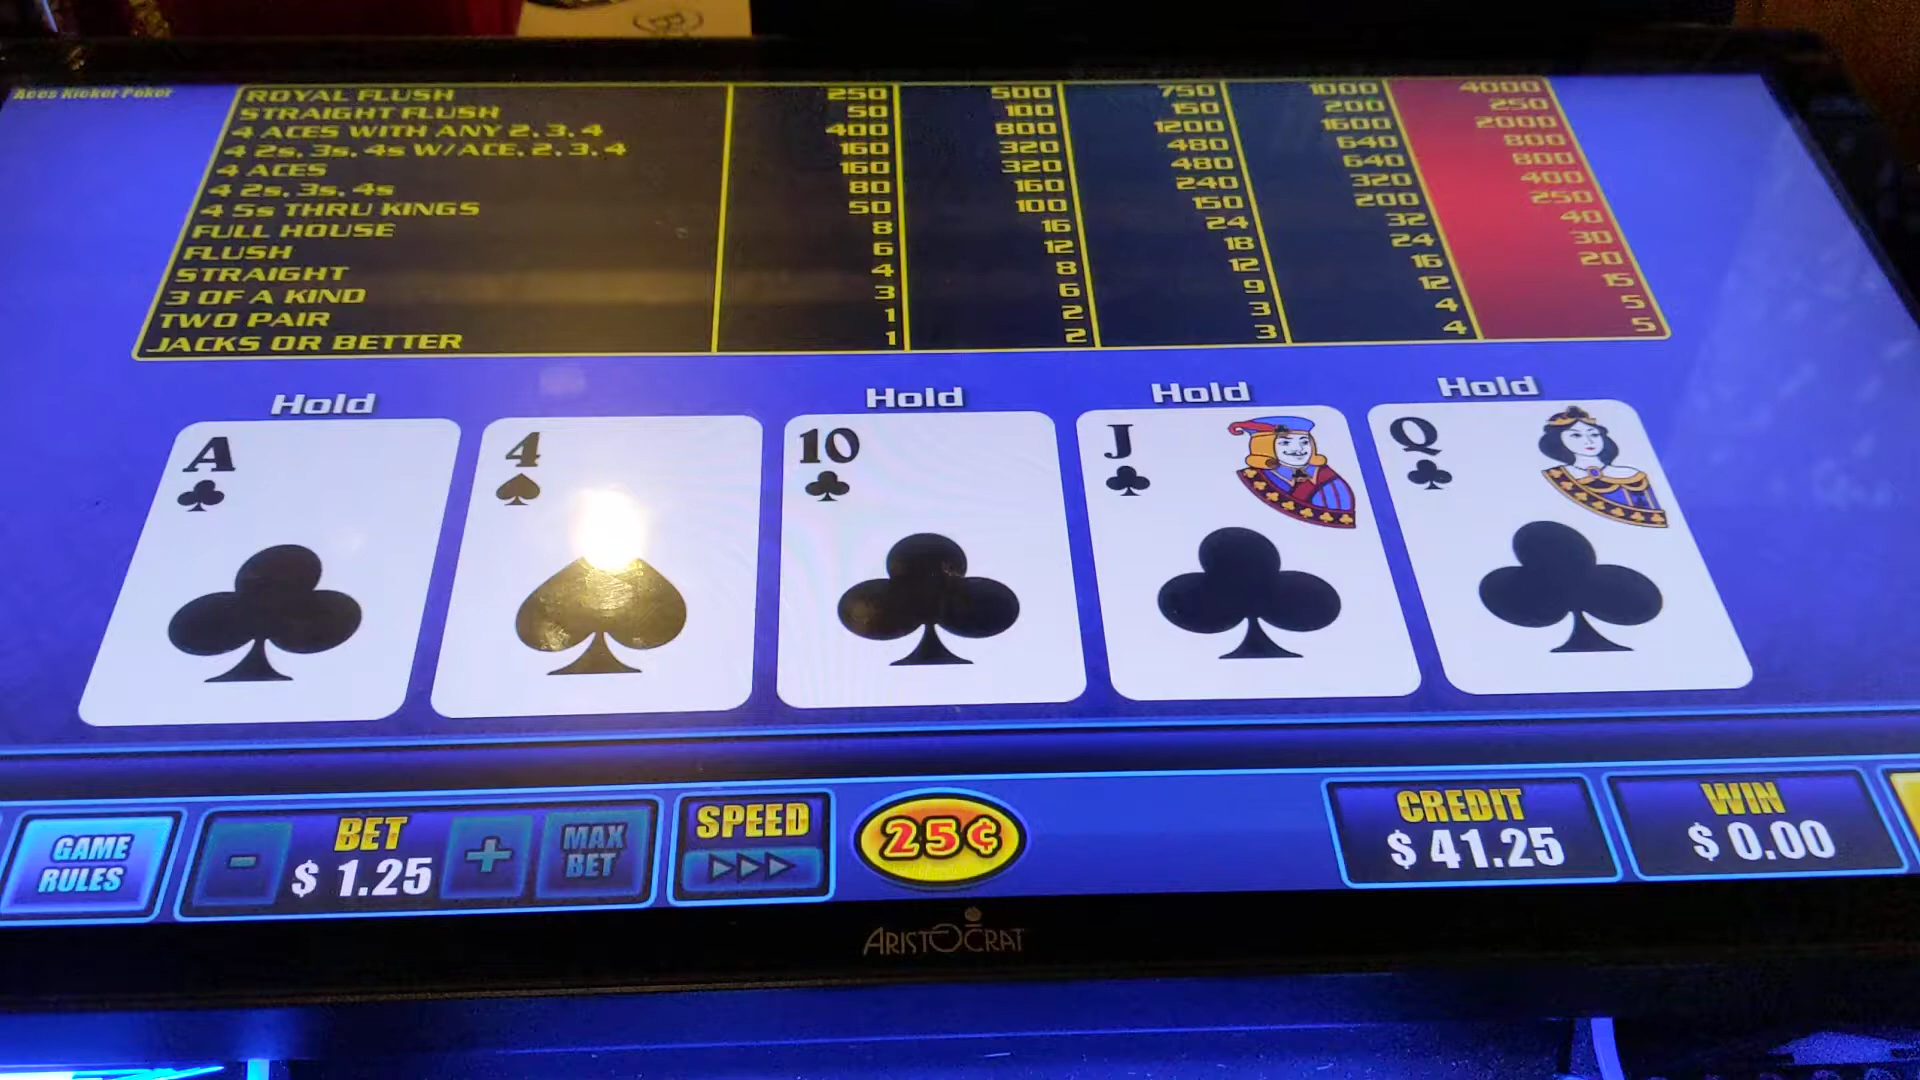 Aces Kicker Poker
ROYAL FLUSH 250 500 750 1000 4000
STRAIGHT FLUSH 50 100 150 200 250
4 ACES WITH ANY 2,3,4 400 800 1200 1600 2000
4 2s, 3s, 4s W/ACE, 2,3,4 160 320 480 640 800
4 ACES 160 320 480 640 800
4 2s, 3s, 4s 80 160 240 320 400
4 5s THRU KINGS 50 100 150 200 250
FULL HOUSE 8 16 24 32 40
FLUSH 6 12 18 24 30
STRAIGHT 4 8 12 16 20
3 OF A KIND 3 6 9 12 15
TWO PAIR 1 2 3 4 5
JACKS OR BETTER 1 2 3 4 5
Hold Hold Hold Hold
A 4 10 J Q
GAME RULES
- BET $ 1.25 + MAX BET
SPEED
25¢
CREDIT $ 41.25
WIN $ 0.00
ARISTOCRAT